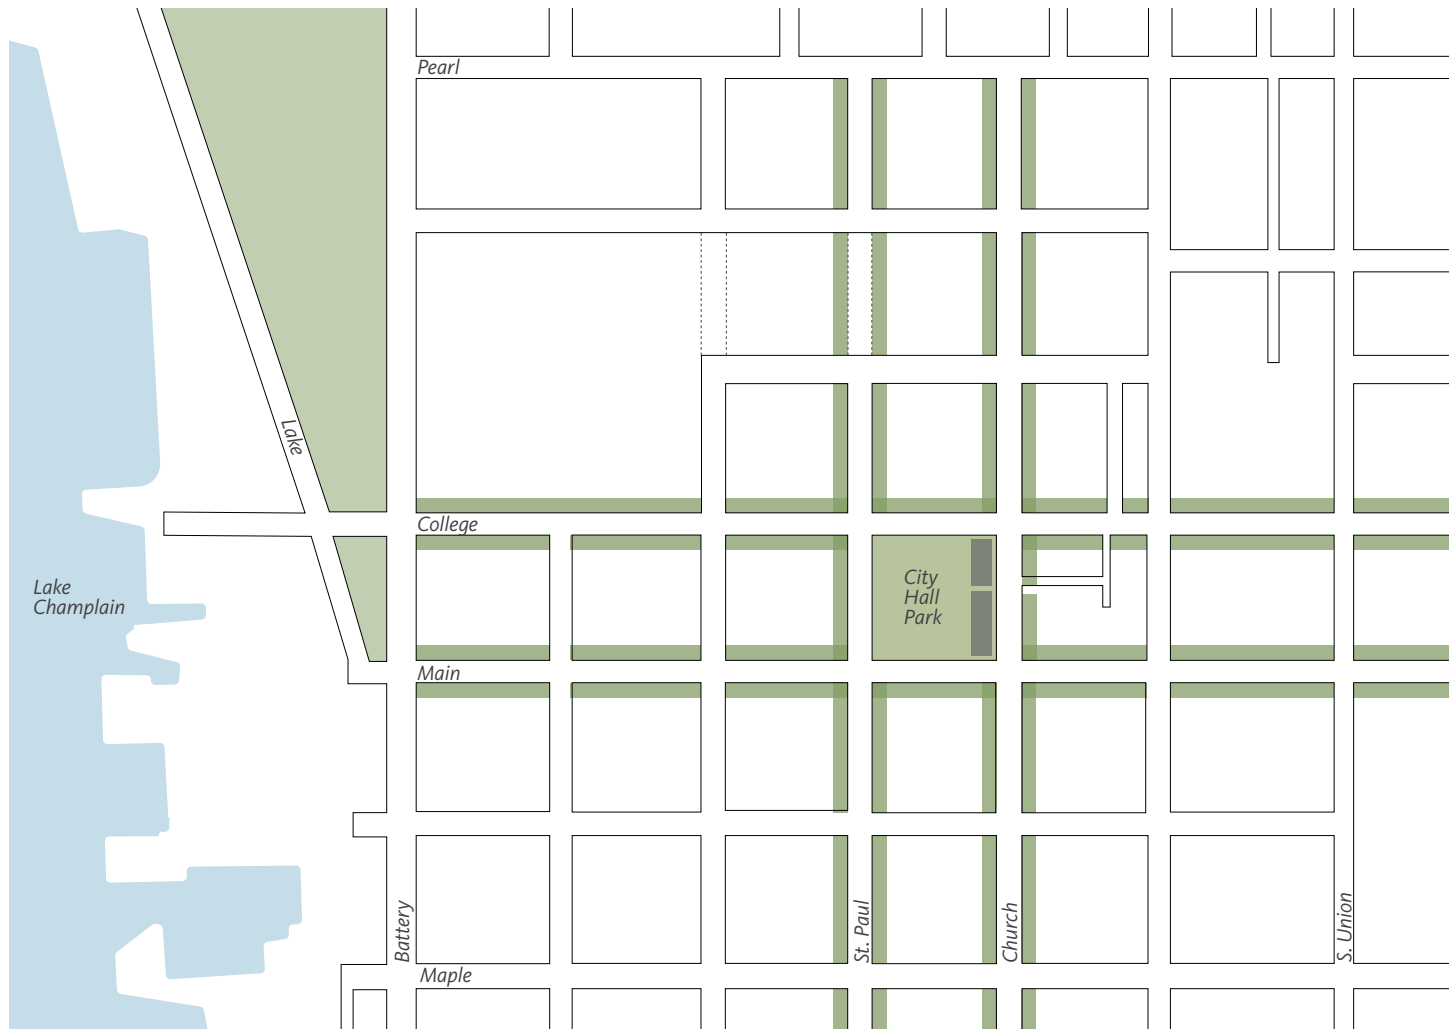 Pearl
Lake
College
Lake
Champlain
City
Hall
Park
Main
Battery
St. Paul
Church
S. Union
Maple